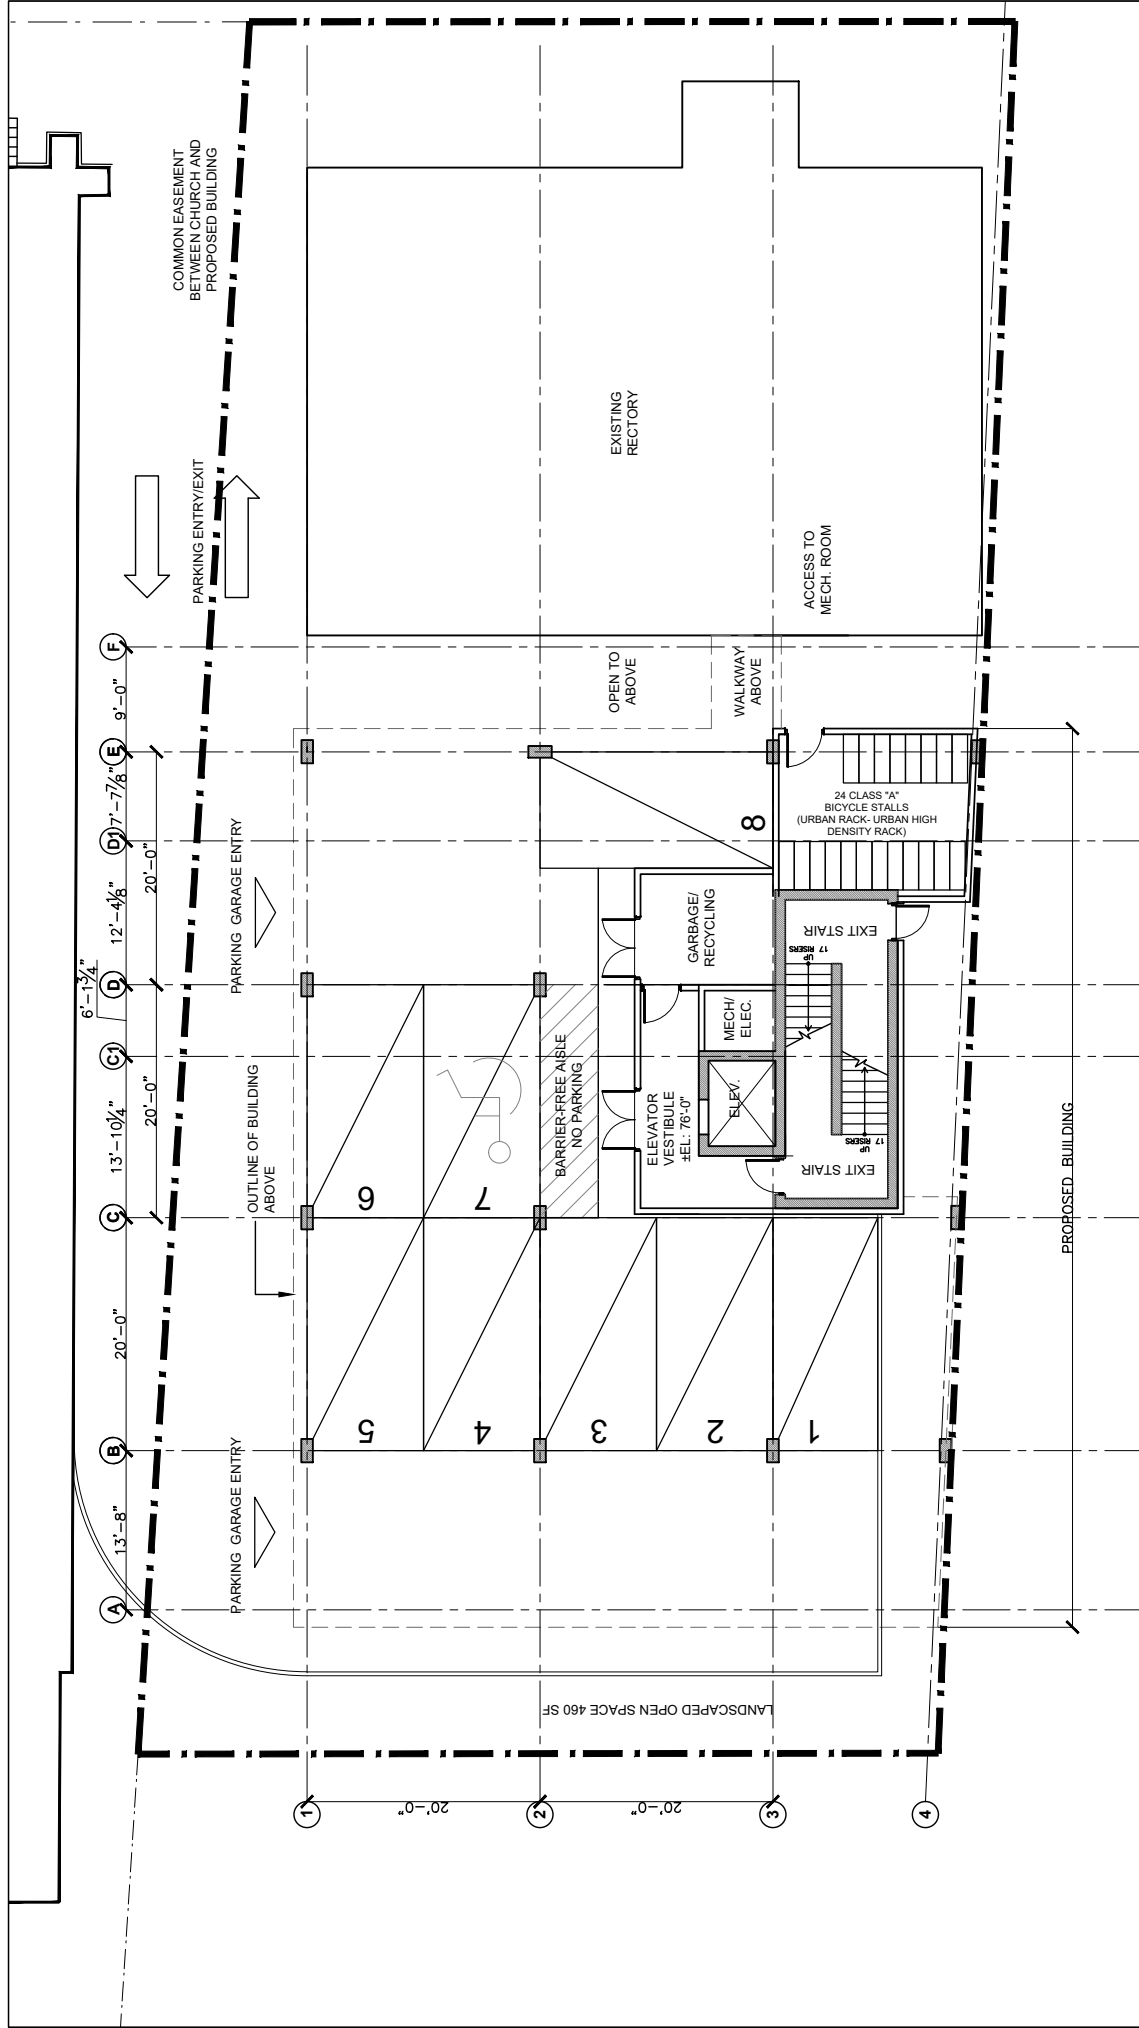 COMMON EASEMENT
BETWEEN CHURCH AND
PROPOSED BUILDING
PARKING ENTRY/EXIT
F
9'-0"
E
7'-7⅞"
D1
20'-0"
12'-4⅛"
D
6'-1¾"
C1
13'-10¼"
20'-0"
C
20'-0"
B
13'-8"
A
PARKING GARAGE ENTRY
OUTLINE OF BUILDING
ABOVE
PARKING GARAGE ENTRY
EXISTING
RECTORY
ACCESS TO
MECH. ROOM
OPEN TO
ABOVE
WALKWAY
ABOVE
8
24 CLASS "A"
BICYCLE STALLS
(URBAN RACK- URBAN HIGH
DENSITY RACK)
GARBAGE/
RECYCLING
EXIT STAIR
UP
17 RISERS
MECH/
ELEC.
ELEV.
ELEVATOR
VESTIBULE
±EL: 76'-0"
BARRIER-FREE AISLE
NO PARKING
UP
17 RISERS
EXIT STAIR
6
7
5
4
3
2
1
PROPOSED BUILDING
LANDSCAPED OPEN SPACE 460 SF
1
20'-0"
2
20'-0"
3
4